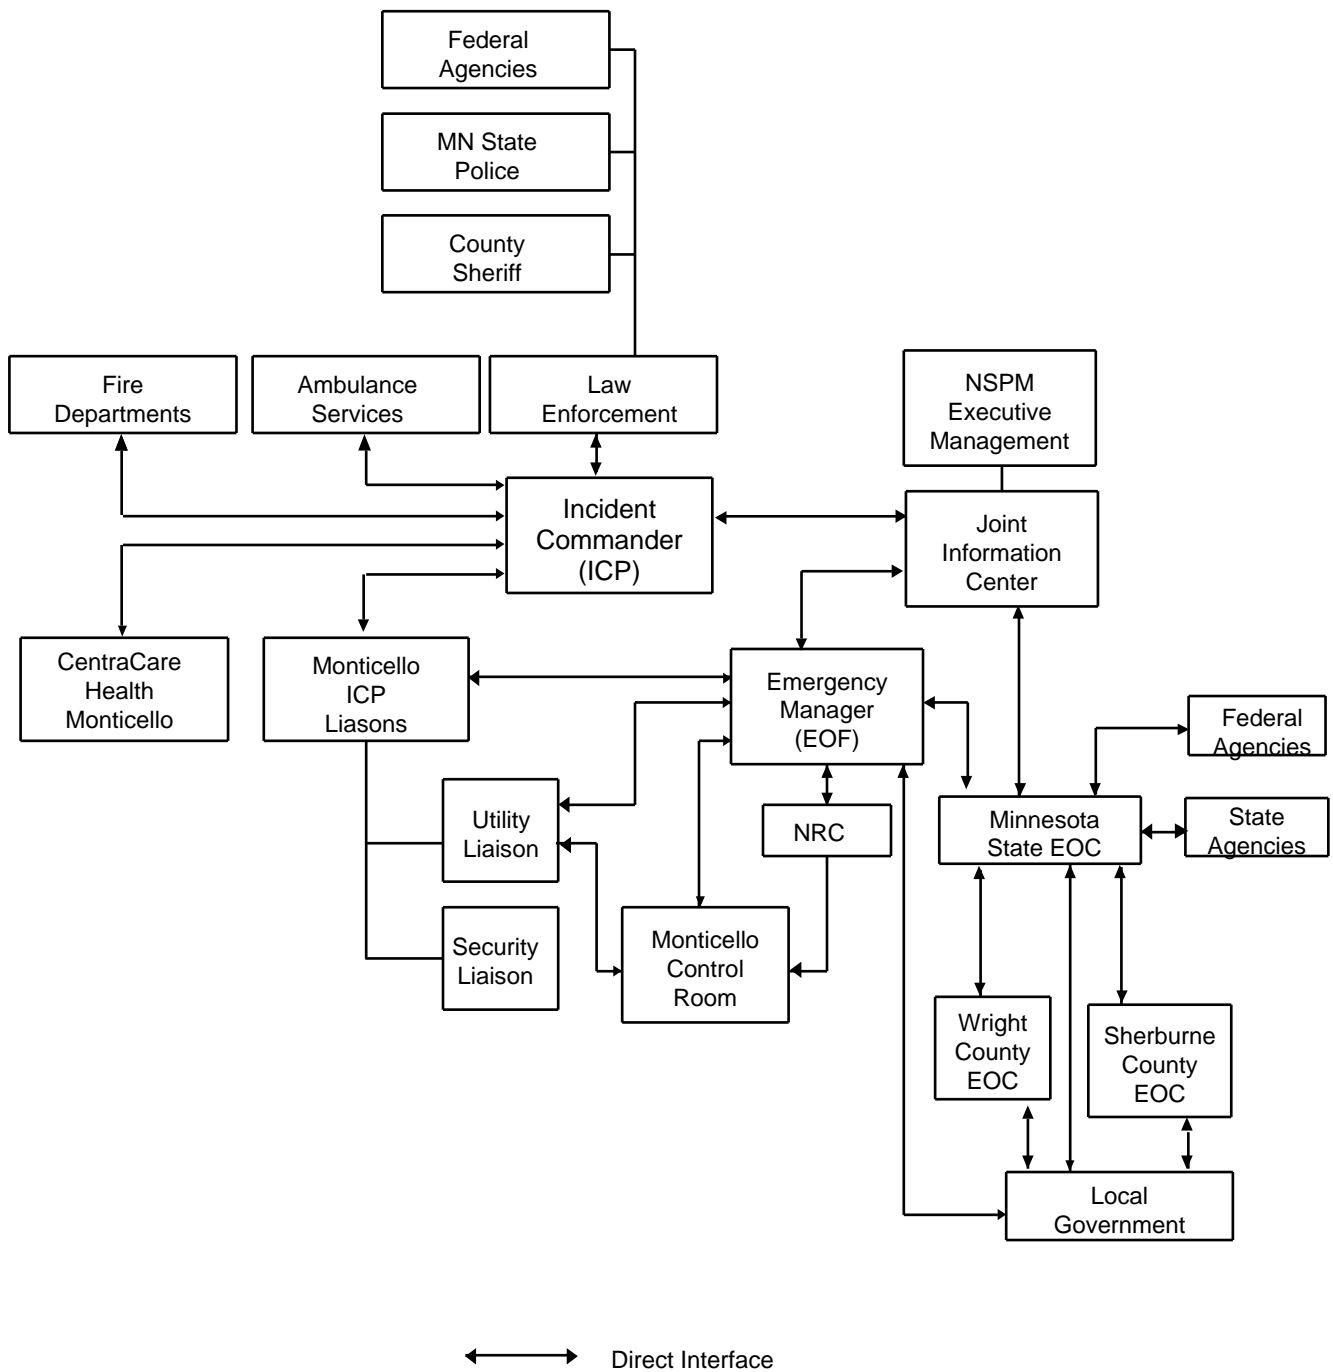 Federal
Agencies
MN State
Police
County
Sheriff
Fire
Departments
Ambulance
Services
Law
Enforcement
NSPM
Executive
Management
Incident
Commander
(ICP)
Joint
Information
Center
CentraCare
Health
Monticello
Monticello
ICP
Liasons
Emergency
Manager
(EOF)
Federal
Agencies
Utility
Liaison
NRC
Minnesota
State EOC
State
Agencies
Security
Liaison
Monticello
Control
Room
Wright
County
EOC
Sherburne
County
EOC
Local
Government
Direct Interface